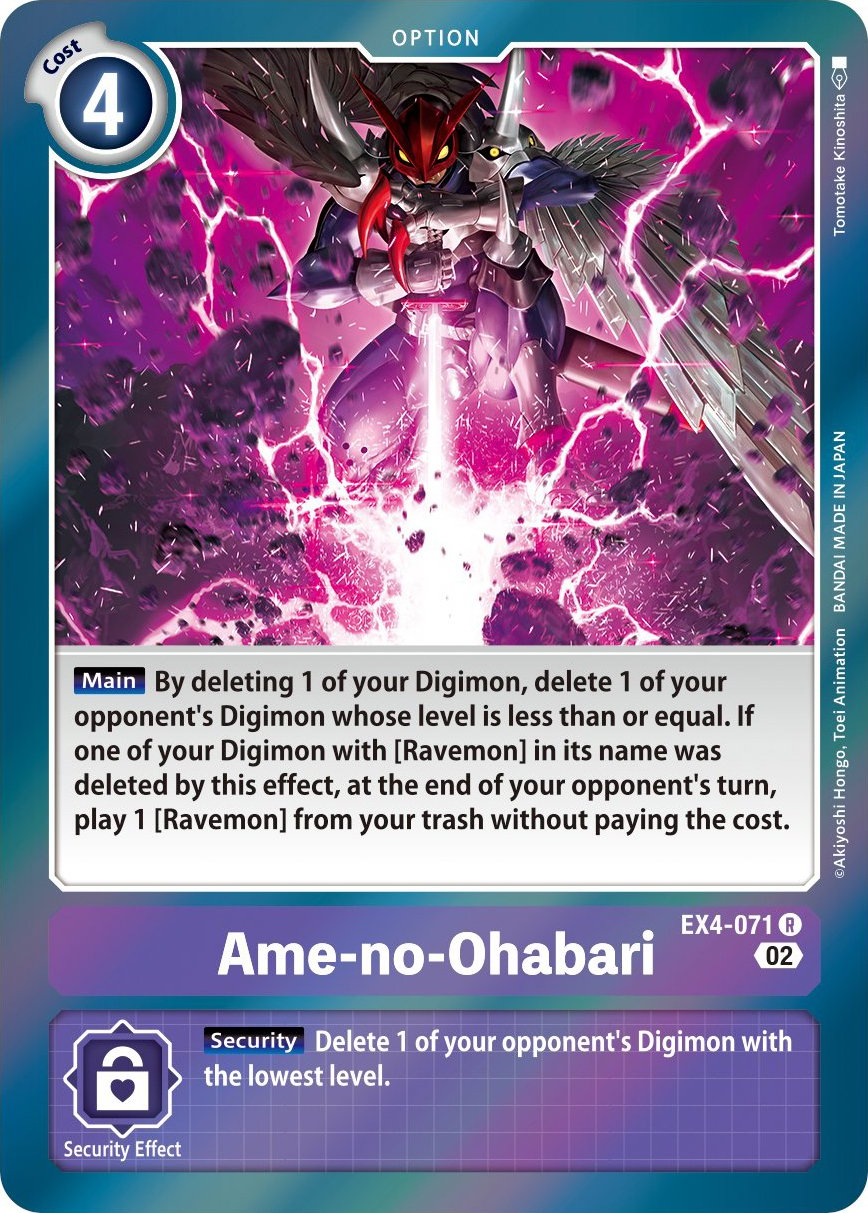 OPTION
Cost
4
Tomotake Kinoshita
Main By deleting 1 of your Digimon, delete 1 of your
opponent's Digimon whose level is less than or equal. If
one of your Digimon with [Ravemon] in its name was
deleted by this effect, at the end of your opponent's turn,
play 1 [Ravemon] from your trash without paying the cost.
©Akiyoshi Hongo, Toei Animation BANDAI MADE IN JAPAN
EX4-071 R
Ame-no-Ohabari
02
Security Delete 1 of your opponent's Digimon with
the lowest level.
Security Effect